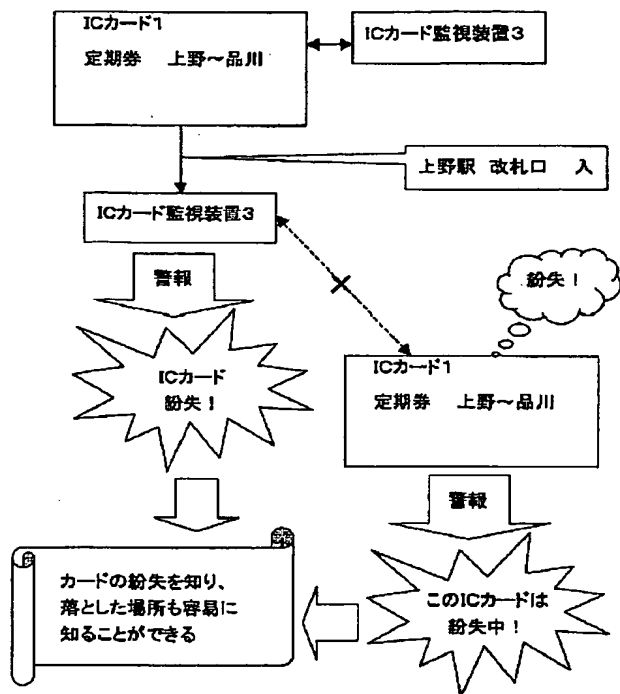 ICカード1
定期券 上野～品川
ICカード監視装置3
上野駅 改札口 入
ICカード監視装置3
警報
紛失!
ICカード
紛失!
ICカード1
定期券 上野～品川
警報
カードの紛失を知り、
落とした場所も容易に
知ることができる
このICカードは
紛失中!